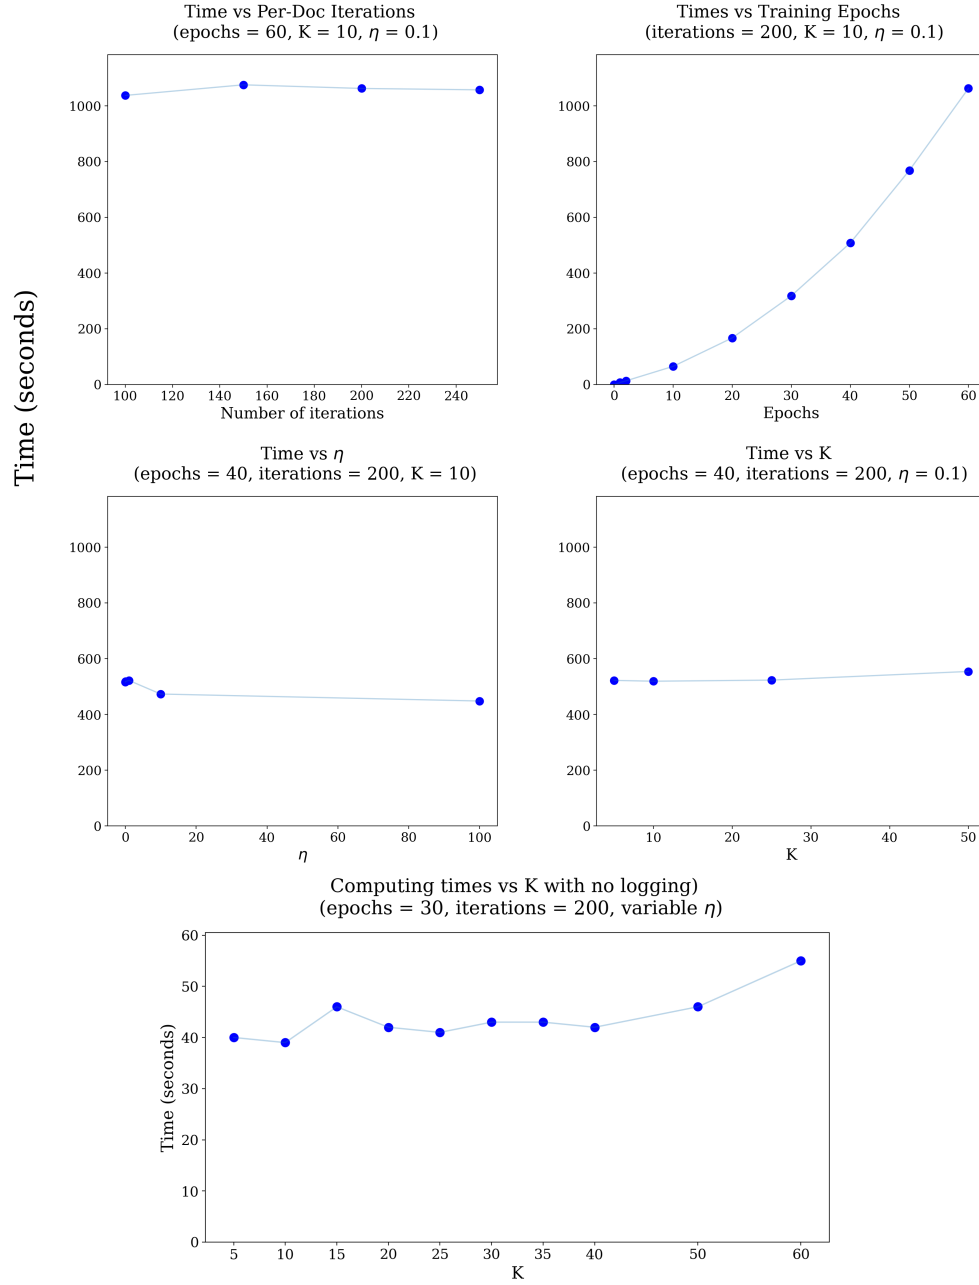 Time vs Per-Doc Iterations
(epochs = 60, K = 10, η = 0.1)
1000
800
600
400
200
0
100 120 140 160 180 200 220 240
Number of iterations
Times vs Training Epochs
(iterations = 200, K = 10, η = 0.1)
1000
800
600
400
200
0
0 10 20 30 40 50 60
Epochs
Time (seconds)
Time vs η
(epochs = 40, iterations = 200, K = 10)
1000
800
600
400
200
0
0 20 40 60 80 100
η
Time vs K
(epochs = 40, iterations = 200, η = 0.1)
1000
800
600
400
200
0
10 20 30 40 50
K
Computing times vs K with no logging)
(epochs = 30, iterations = 200, variable η)
60
50
40
30
20
10
0
Time (seconds)
5 10 15 20 25 30 35 40 50 60
K